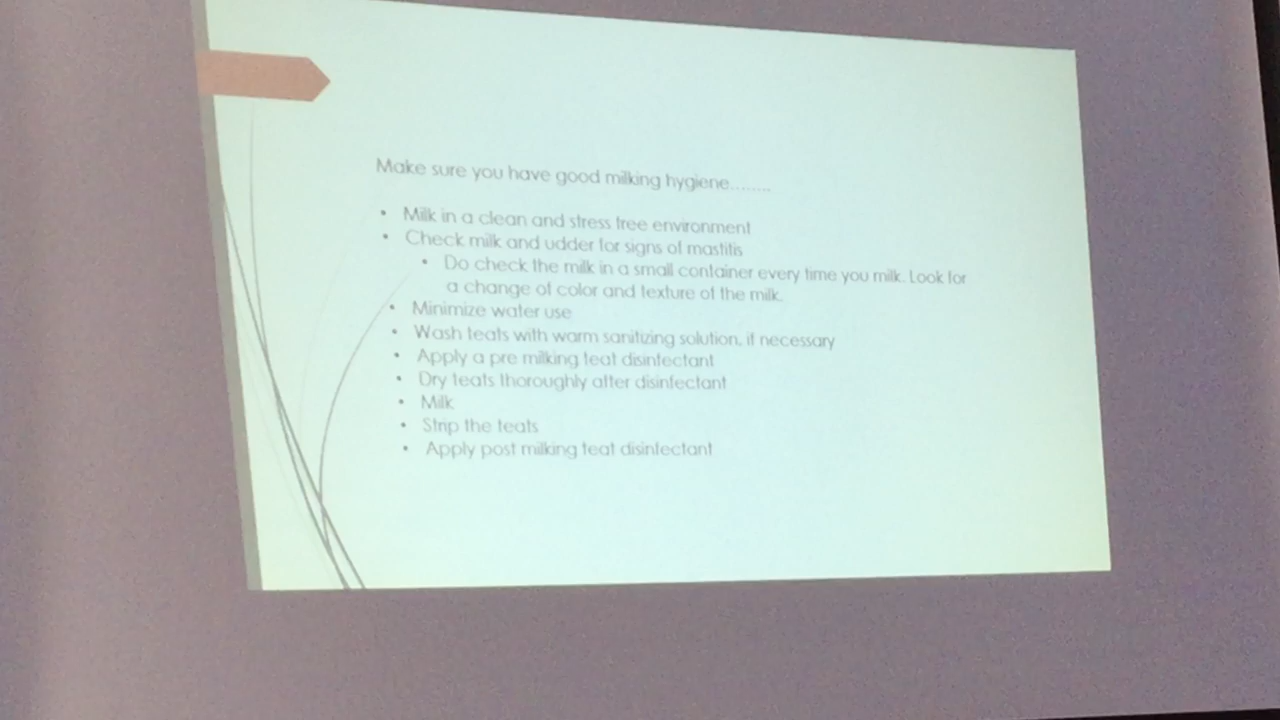 Make sure you have good milking hygiene........
• Milk in a clean and stress free environment
• Check milk and udder for signs of mastitis
• Do check the milk in a small container every time you milk. Look for
a change of color and texture of the milk.
• Minimize water use
• Wash teats with warm sanitizing solution, if necessary
• Apply a pre milking teat disinfectant
• Dry teats thoroughly after disinfectant
• Milk
• Strip the teats
• Apply post milking teat disinfectant